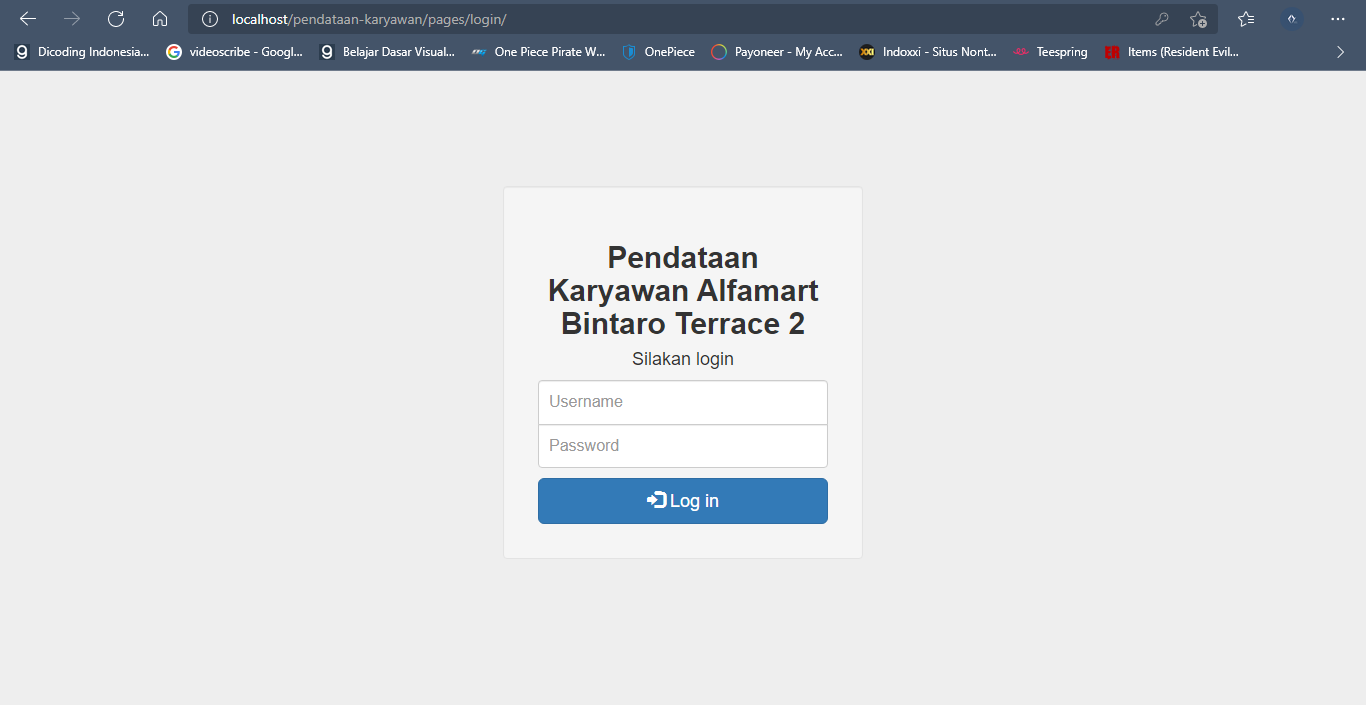 localhost/pendataan-karyawan/pages/login/
Dicoding Indonesia... videoscribe - Googl... Belajar Dasar Visual... One Piece Pirate W... OnePiece Payoneer - My Acc... Indoxxi - Situs Nont... Teespring Items (Resident Evil...
Pendataan
Karyawan Alfamart
Bintaro Terrace 2
Silakan login
Username
Password
Log in